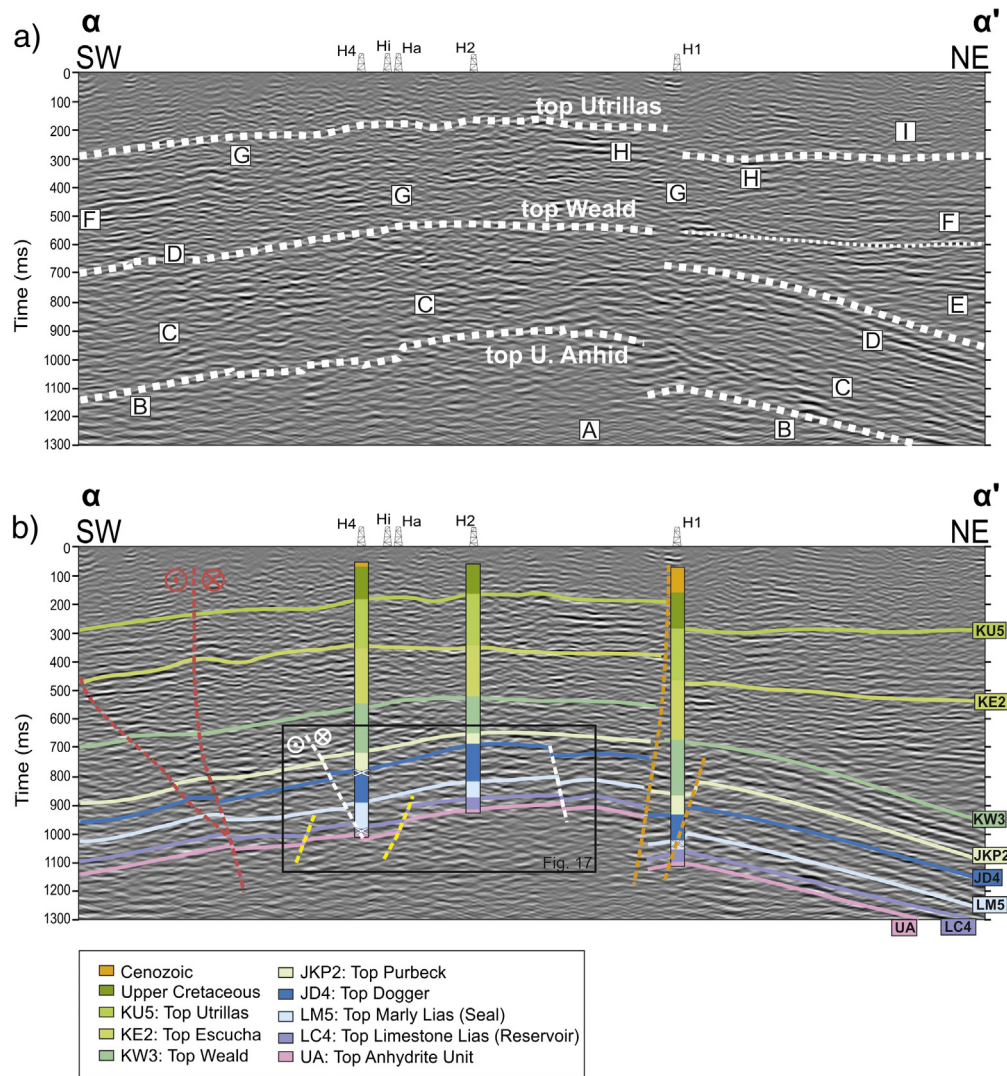 a)
α
α'
SW
NE
H4
Hi
Ha
H2
H1
0
100
200
300
400
500
600
700
800
900
1000
1100
1200
1300
Time (ms)
top Utrillas
I
G
H
H
G
G
F
top Weald
F
D
E
C
C
D
top U. Anhid
C
B
A
B
b)
α
α'
SW
NE
H4
Hi
Ha
H2
H1
0
100
200
300
400
500
600
700
800
900
1000
1100
1200
1300
Time (ms)
KU5
KE2
KW3
JKP2
JD4
LM5
UA
LC4
Fig. 17
Cenozoic
Upper Cretaceous
KU5: Top Utrillas
KE2: Top Escucha
KW3: Top Weald
JKP2: Top Purbeck
JD4: Top Dogger
LM5: Top Marly Lias (Seal)
LC4: Top Limestone Lias (Reservoir)
UA: Top Anhydrite Unit